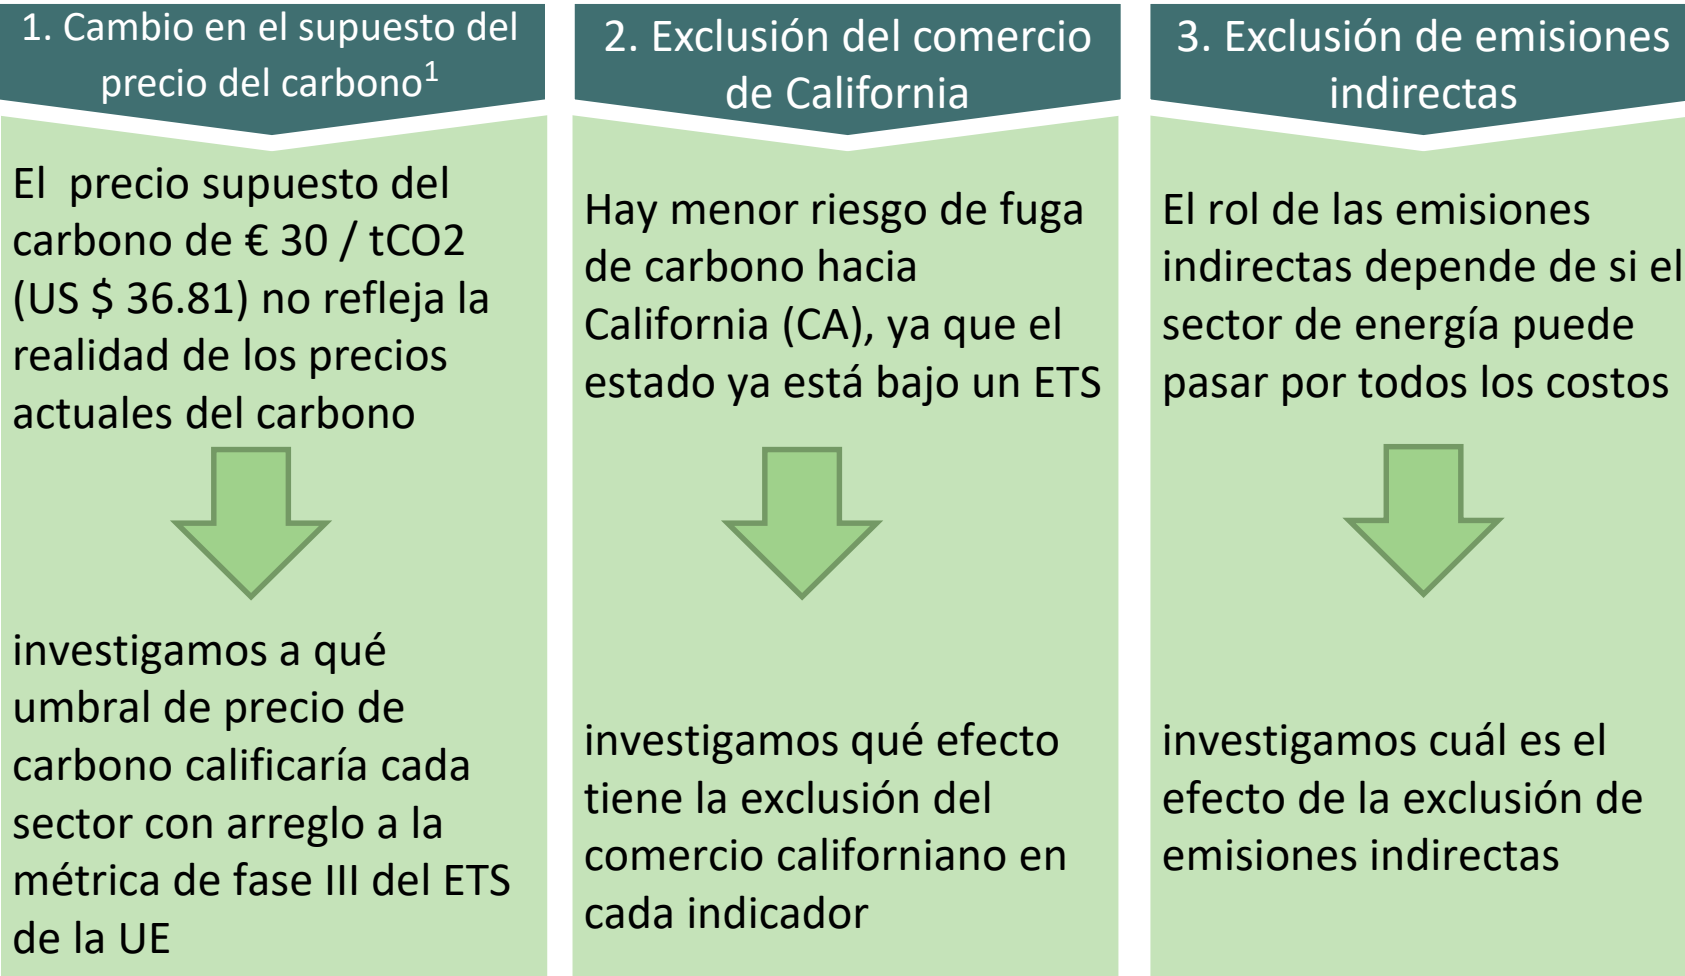 1. Cambio en el supuesto del
precio del carbono¹
El  precio supuesto del
carbono de € 30 / tCO2
(US $ 36.81) no refleja la
realidad de los precios
actuales del carbono
investigamos a qué
umbral de precio de
carbono calificaría cada
sector con arreglo a la
métrica de fase III del ETS
de la UE
2. Exclusión del comercio
de California
Hay menor riesgo de fuga
de carbono hacia
California (CA), ya que el
estado ya está bajo un ETS
investigamos qué efecto
tiene la exclusión del
comercio californiano en
cada indicador
3. Exclusión de emisiones
indirectas
El rol de las emisiones
indirectas depende de si el
sector de energía puede
pasar por todos los costos
investigamos cuál es el
efecto de la exclusión de
emisiones indirectas